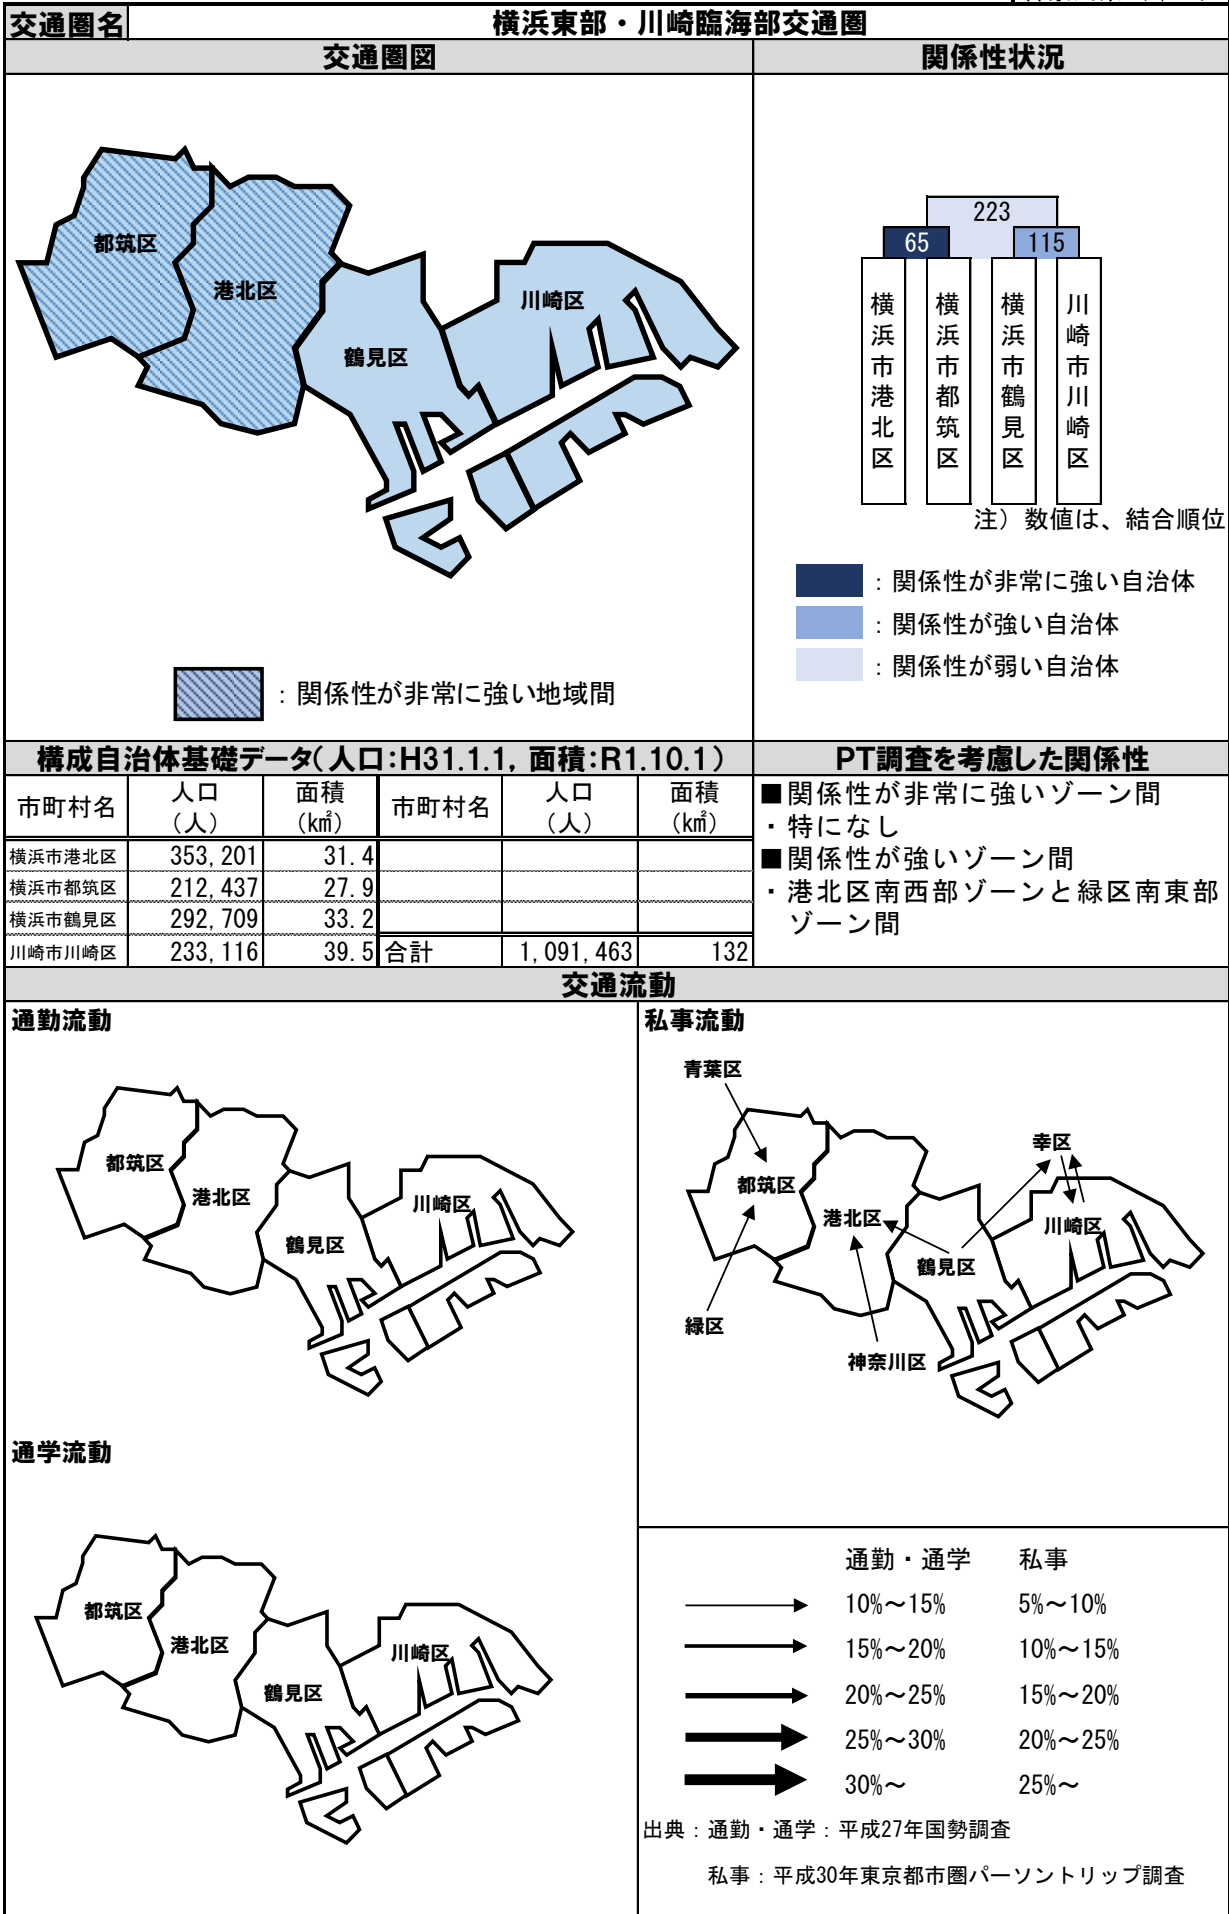 交通圏名
横浜東部・川崎臨海部交通圏
交通圏図
関係性状況
都筑区
港北区
鶴見区
川崎区
：関係性が非常に強い地域間
223
65
115
横浜市港北区
横浜市都筑区
横浜市鶴見区
川崎市川崎区
注）数値は、結合順位
：関係性が非常に強い自治体
：関係性が強い自治体
：関係性が弱い自治体
構成自治体基礎データ（人口：H31.1.1，面積：R1.10.1）
市町村名 人口（人） 面積（k㎡） 市町村名 人口（人） 面積（k㎡）
横浜市港北区 353,201 31.4
横浜市都筑区 212,437 27.9
横浜市鶴見区 292,709 33.2
川崎市川崎区 233,116 39.5 合計 1,091,463 132
PT調査を考慮した関係性
■関係性が非常に強いゾーン間
・特になし
■関係性が強いゾーン間
・港北区南西部ゾーンと緑区南東部
ゾーン間
交通流動
通勤流動
都筑区
港北区
鶴見区
川崎区
私事流動
青葉区
幸区
都筑区
港北区
川崎区
鶴見区
緑区
神奈川区
通学流動
都筑区
港北区
川崎区
鶴見区
通勤・通学 私事
10%～15% 5%～10%
15%～20% 10%～15%
20%～25% 15%～20%
25%～30% 20%～25%
30%～ 25%～
出典：通勤・通学：平成27年国勢調査
私事：平成30年東京都市圏パーソントリップ調査